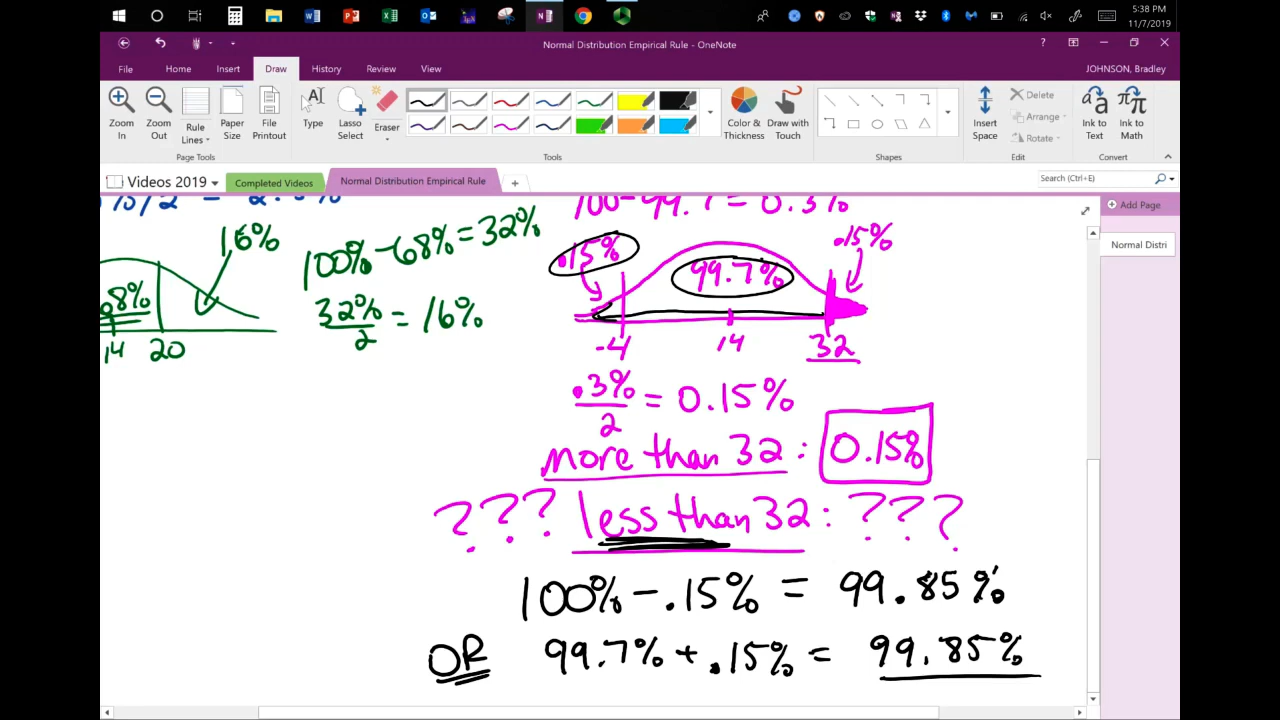 5:38 PM
11/7/2019
Normal Distribution Empirical Rule - OneNote
File Home Insert Draw History Review View
JOHNSON, Bradley
Zoom In
Zoom Out
Rule Lines
Paper Size
File Printout
Page Tools
Type
Lasso Select
Eraser
Tools
Color & Thickness
Draw with Touch
Shapes
Insert Space
Delete
Arrange
Rotate
Edit
Ink to Text
Ink to Math
Convert
Videos 2019
Completed Videos
Normal Distribution Empirical Rule
Search (Ctrl+E)
Add Page
Normal Distri
100-99.7 = 0.3%
16%
100% - 68% = 32%
32%/2 = 16%
8%
14 20
.15% 99.7% .15%
-4 14 32
.3%/2 = 0.15%
more than 32: 0.15%
??? less than 32: ???
100% - .15% = 99.85%
OR 99.7% + .15% = 99.85%